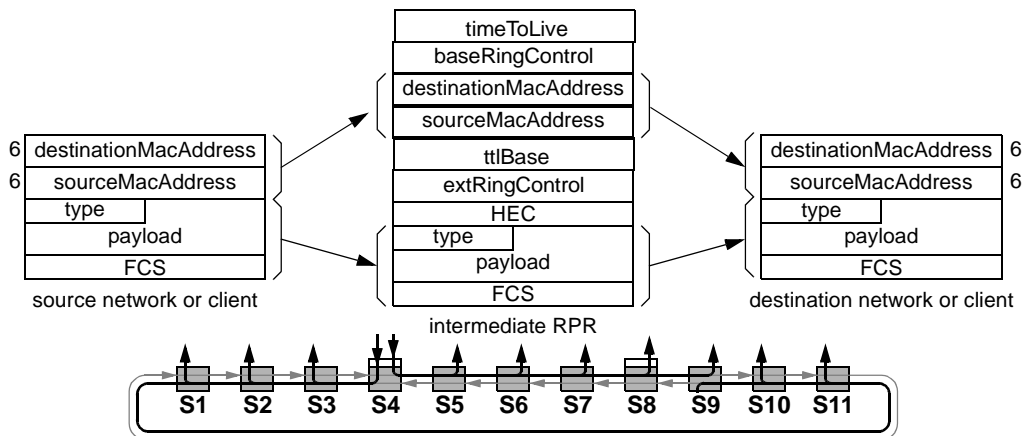 timeToLive
baseRingControl
destinationMacAddress
sourceMacAddress
ttlBase
extRingControl
HEC
type
payload
FCS
intermediate RPR
6 destinationMacAddress
6 sourceMacAddress
type
payload
FCS
source network or client
destinationMacAddress 6
sourceMacAddress 6
type
payload
FCS
destination network or client
S1 S2 S3 S4 S5 S6 S7 S8 S9 S10 S11